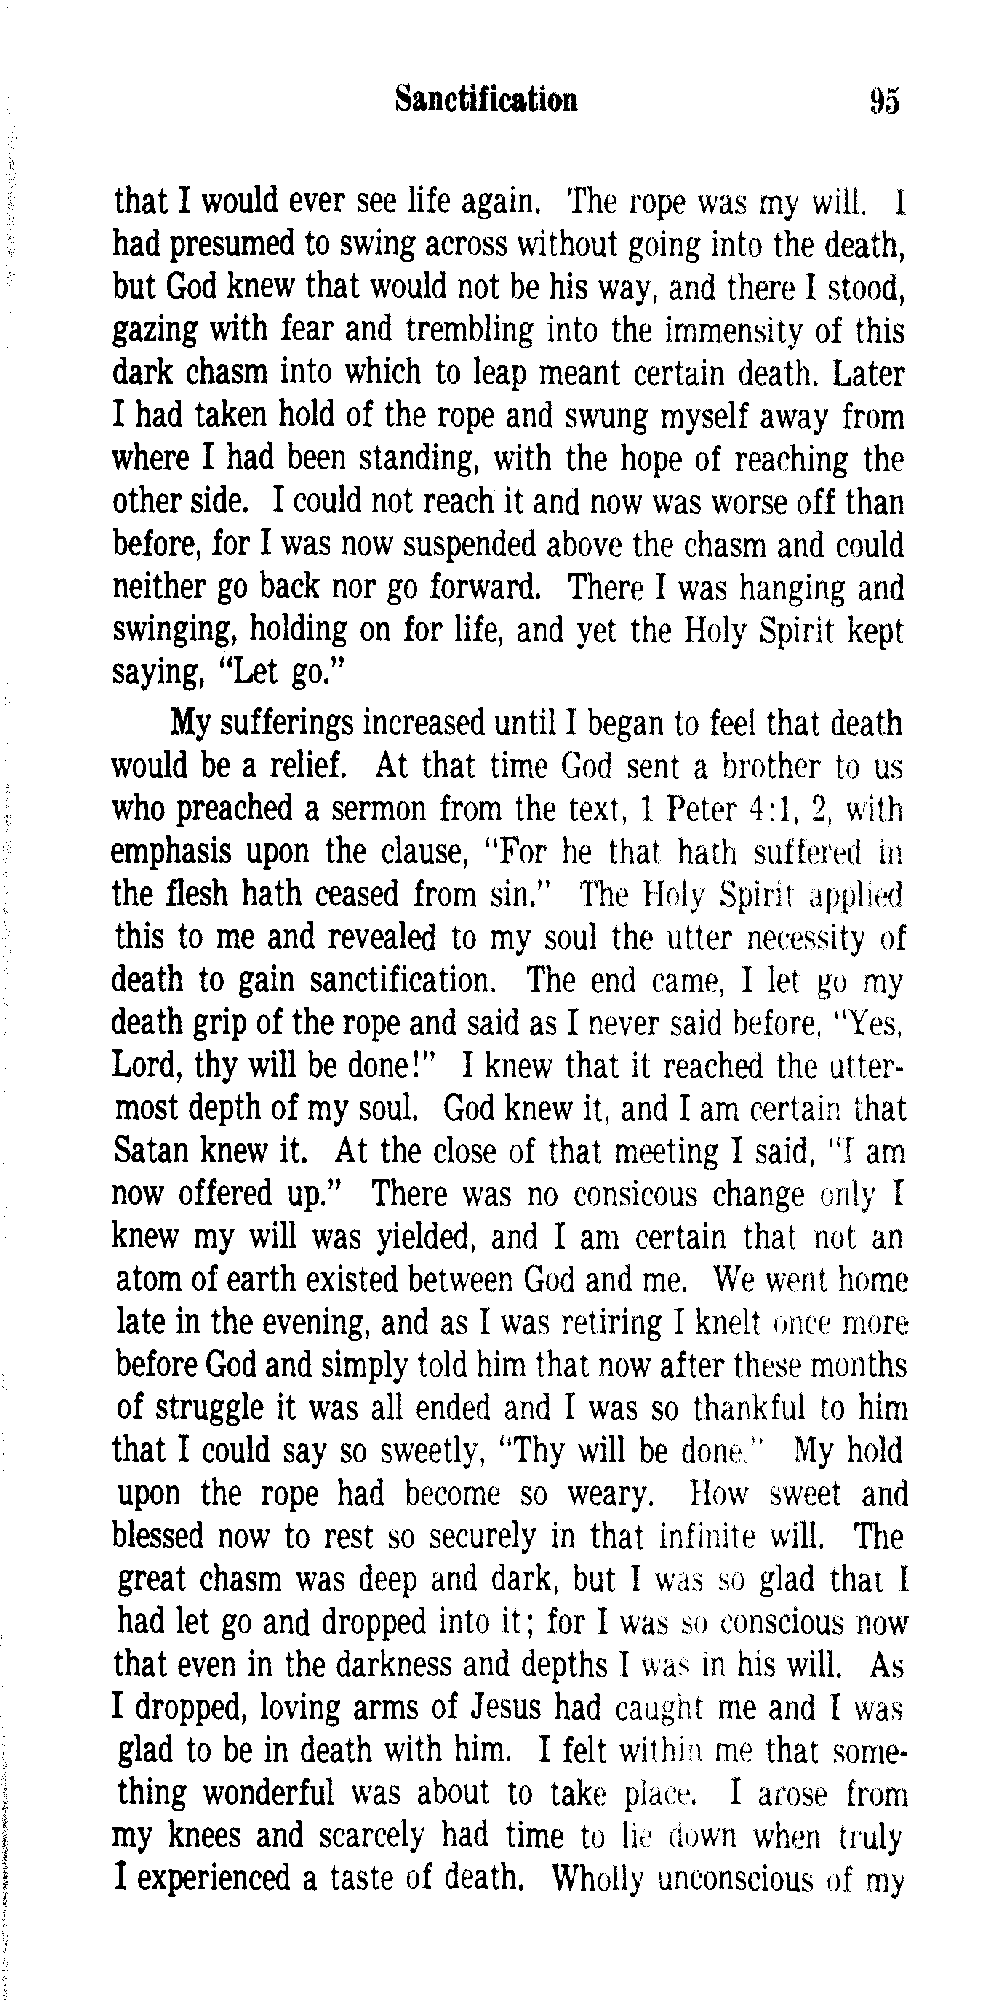 Sanctification 95
that I would ever see life again. The rope was my will. I
had presumed to swing across without going into the death,
but God knew that would not be his way, and there I stood,
gazing with fear and trembling into the immensity of this
dark chasm into which to leap meant certain death. Later
I had taken hold of the rope and swung myself away from
where I had been standing, with the hope of reaching the
other side. I could not reach it and now was worse off than
before, for I was now suspended above the chasm and could
neither go back nor go forward. There I was hanging and
swinging, holding on for life, and yet the Holy Spirit kept
saying, "Let go."
My sufferings increased until I began to feel that death
would be a relief. At that time God sent a brother to us
who preached a sermon from the text, 1 Peter 4:1, 2, with
emphasis upon the clause, "For he that hath suffered in
the flesh hath ceased from sin." The Holy Spirit applied
this to me and revealed to my soul the utter necessity of
death to gain sanctification. The end came, I let go my
death grip of the rope and said as I never said before, "Yes,
Lord, thy will be done!" I knew that it reached the utter-
most depth of my soul. God knew it, and I am certain that
Satan knew it. At the close of that meeting I said, "I am
now offered up." There was no consicous change only I
knew my will was yielded, and I am certain that not an
atom of earth existed between God and me. We went home
late in the evening, and as I was retiring I knelt once more
before God and simply told him that now after these months
of struggle it was all ended and I was so thankful to him
that I could say so sweetly, "Thy will be done." My hold
upon the rope had become so weary. How sweet and
blessed now to rest so securely in that infinite will. The
great chasm was deep and dark, but I was so glad that I
had let go and dropped into it; for I was so conscious now
that even in the darkness and depths I was in his will. As
I dropped, loving arms of Jesus had caught me and I was
glad to be in death with him. I felt within me that some-
thing wonderful was about to take place. I arose from
my knees and scarcely had time to lie down when truly
I experienced a taste of death. Wholly unconscious of my